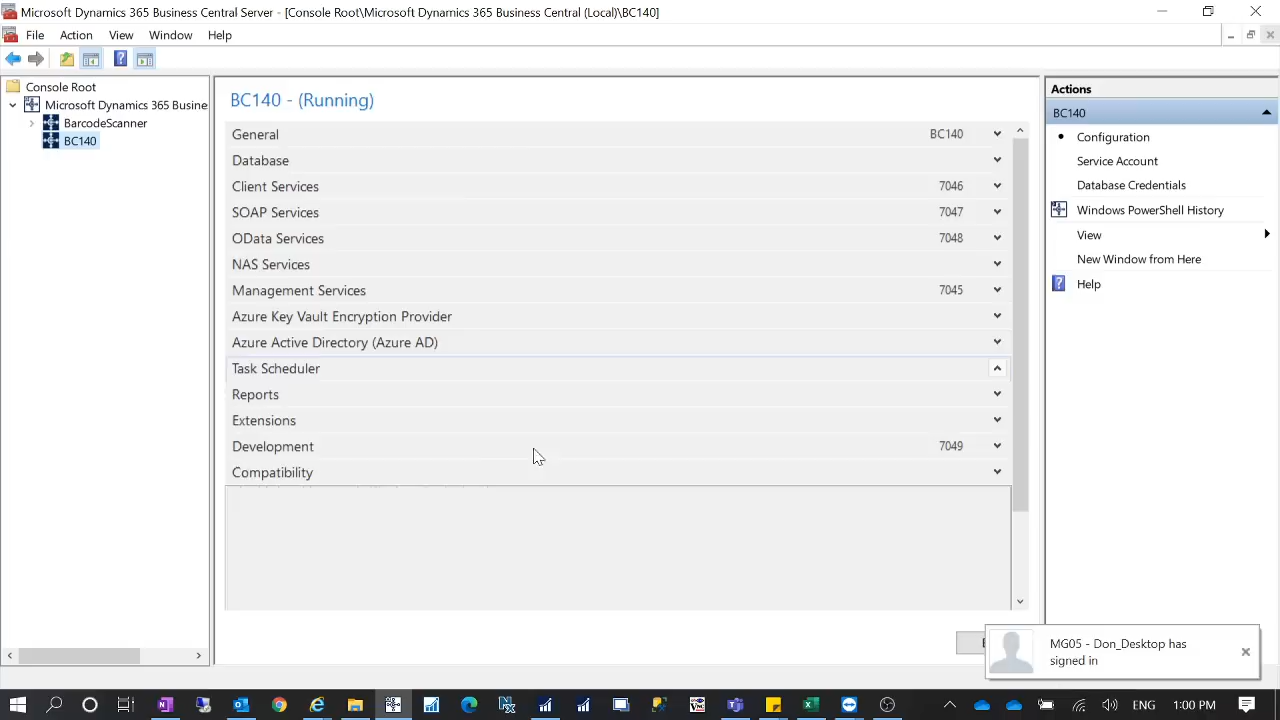 Microsoft Dynamics 365 Business Central Server - [Console Root\Microsoft Dynamics 365 Business Central (Local)\BC140]
File Action View Window Help
Console Root
Microsoft Dynamics 365 Busine
BarcodeScanner
BC140
BC140 - (Running)
General BC140
Database
Client Services 7046
SOAP Services 7047
OData Services 7048
NAS Services
Management Services 7045
Azure Key Vault Encryption Provider
Azure Active Directory (Azure AD)
Task Scheduler
Reports
Extensions
Development 7049
Compatibility
Actions
BC140
Configuration
Service Account
Database Credentials
Windows PowerShell History
View
New Window from Here
Help
MG05 - Don_Desktop has
signed in
ENG 1:00 PM